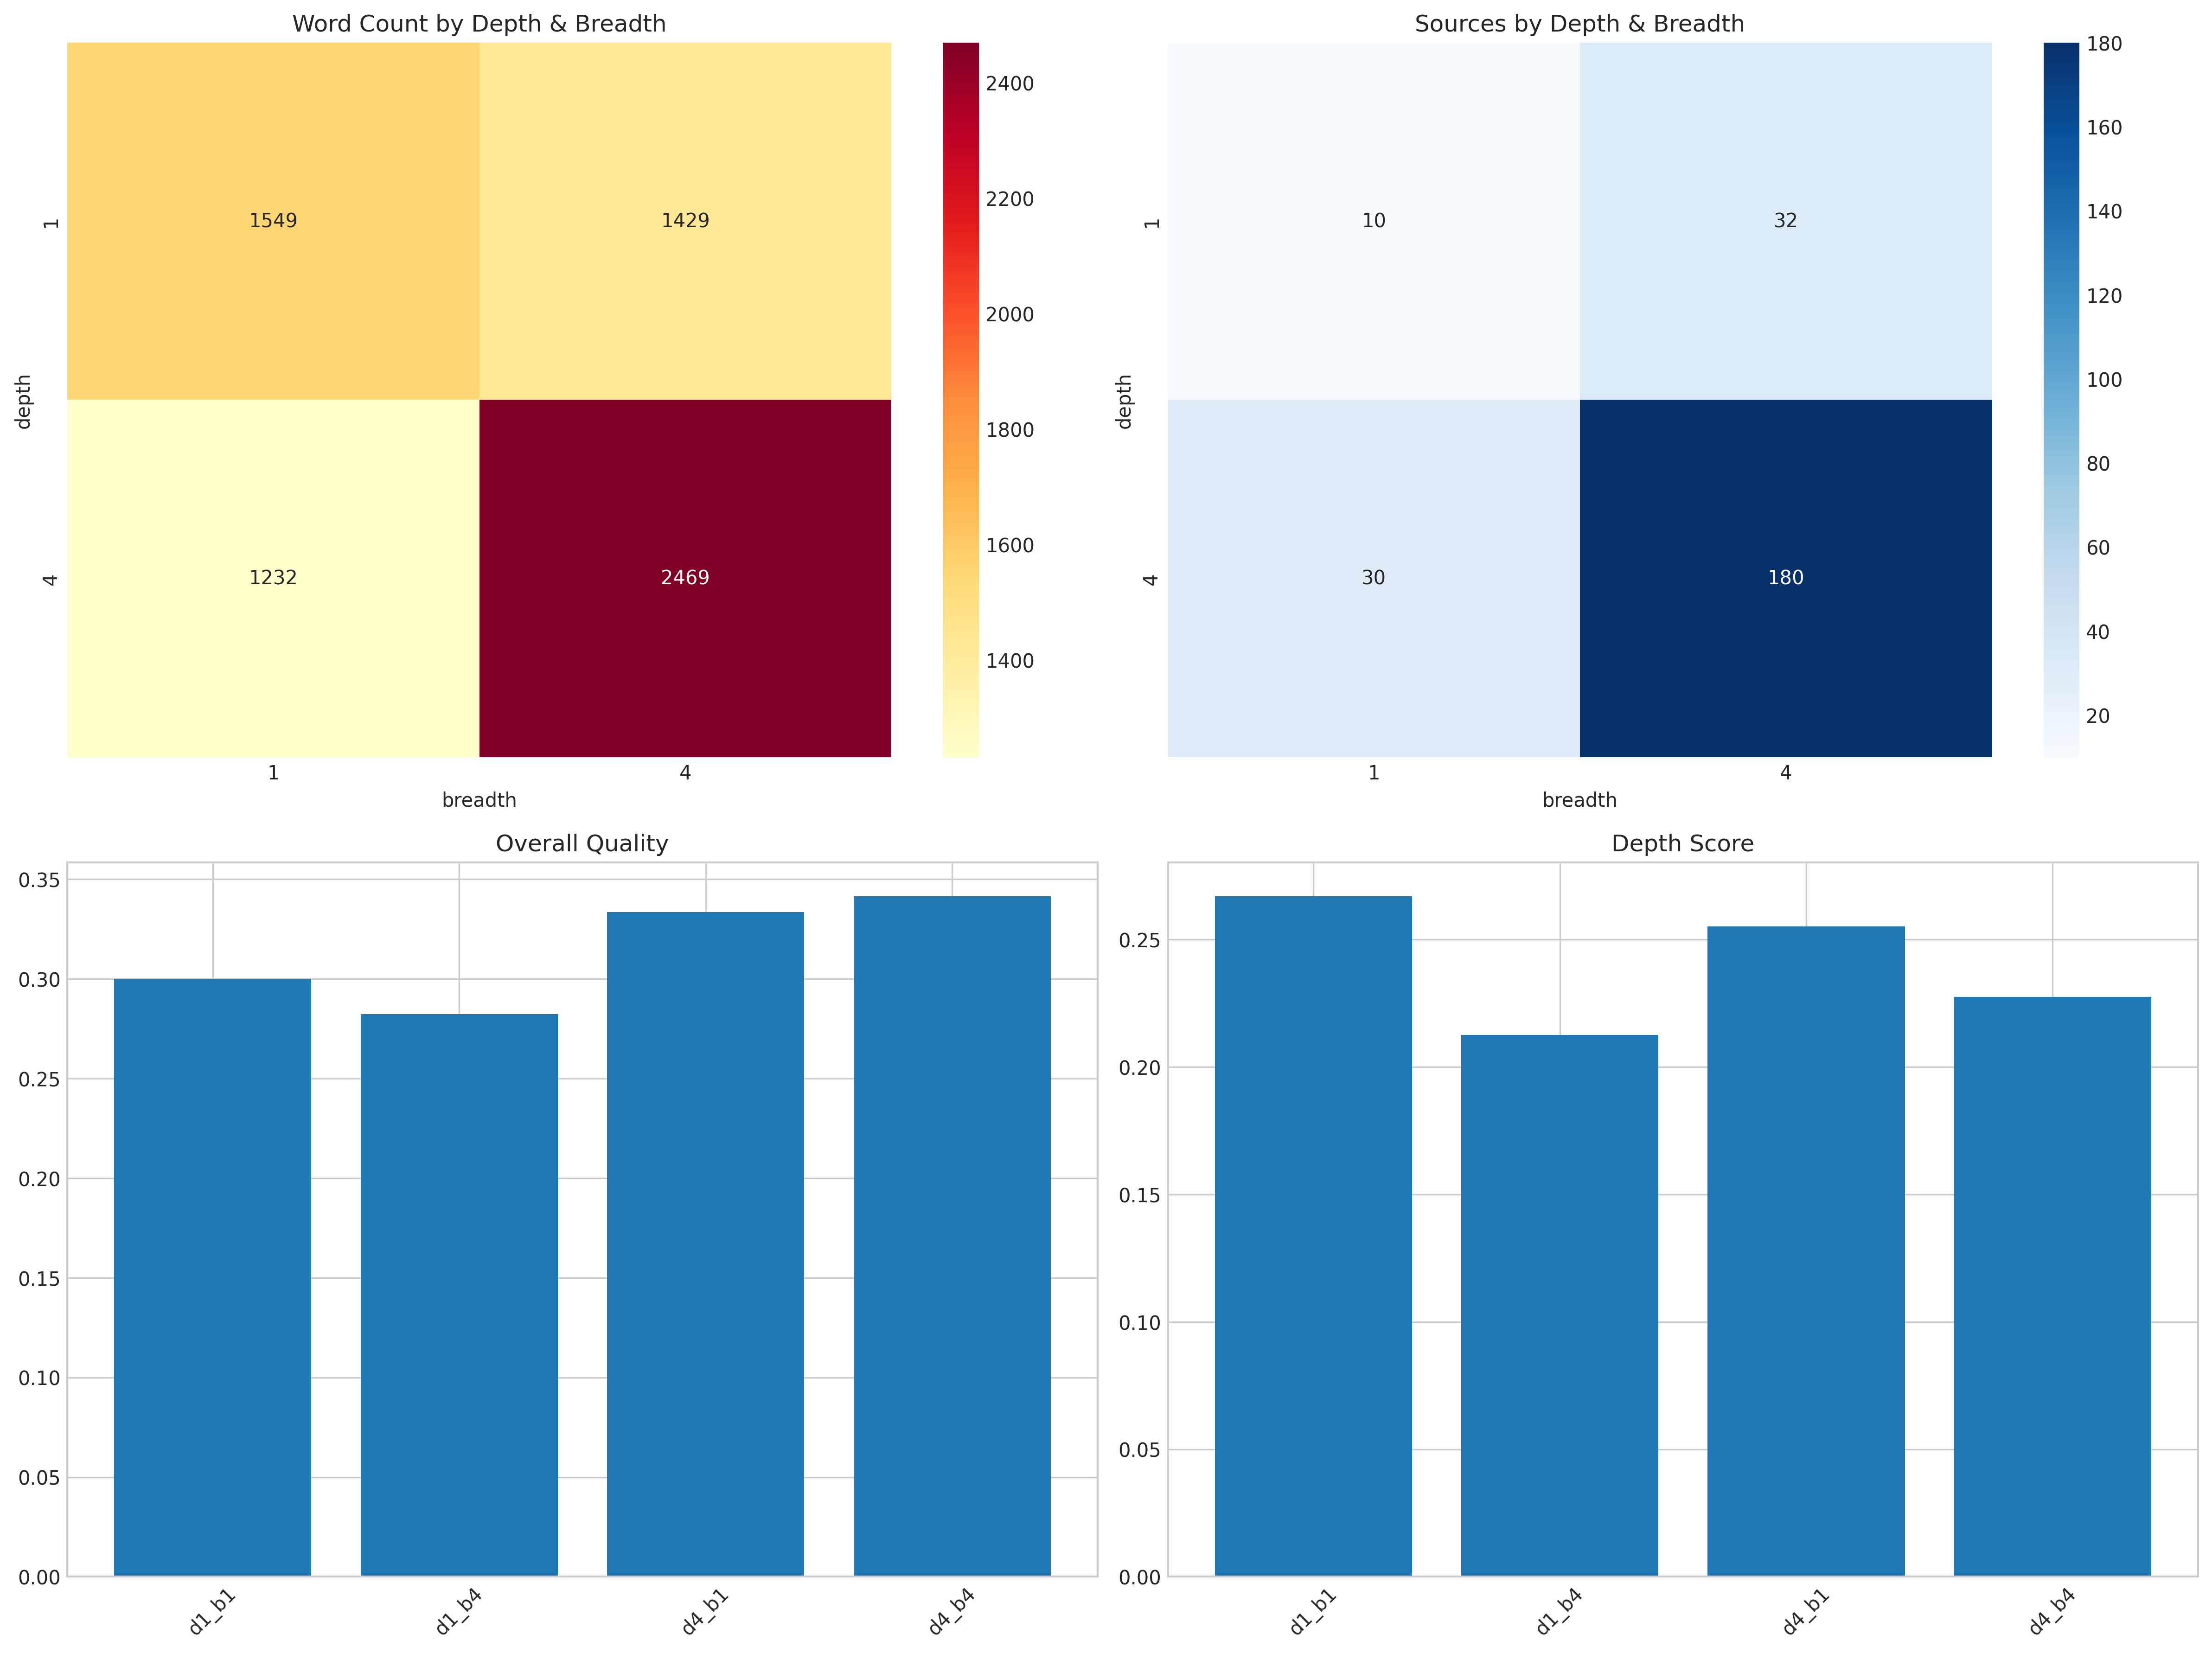 Word Count by Depth & Breadth
1549
1429
1232
2469
1
4
depth
1
4
breadth
2400
2200
2000
1800
1600
1400
Sources by Depth & Breadth
10
32
30
180
1
4
depth
1
4
breadth
180
160
140
120
100
80
60
40
20
Overall Quality
0.35
0.30
0.25
0.20
0.15
0.10
0.05
0.00
d1_b1
d1_b4
d4_b1
d4_b4
Depth Score
0.25
0.20
0.15
0.10
0.05
0.00
d1_b1
d1_b4
d4_b1
d4_b4